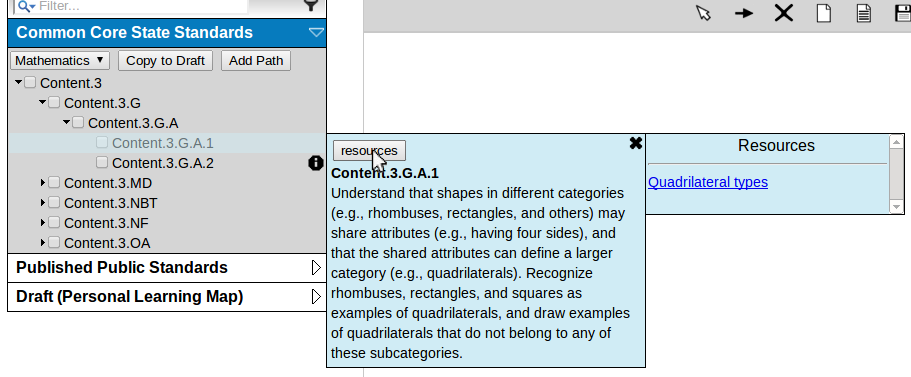 Filter...
Common Core State Standards
Mathematics Copy to Draft Add Path
Content.3
Content.3.G
Content.3.G.A
Content.3.G.A.1
Content.3.G.A.2
Content.3.MD
Content.3.NBT
Content.3.NF
Content.3.OA
Published Public Standards
Draft (Personal Learning Map)
resources
Content.3.G.A.1
Understand that shapes in different categories
(e.g., rhombuses, rectangles, and others) may
share attributes (e.g., having four sides), and
that the shared attributes can define a larger
category (e.g., quadrilaterals). Recognize
rhombuses, rectangles, and squares as
examples of quadrilaterals, and draw examples
of quadrilaterals that do not belong to any of
these subcategories.
Resources
Quadrilateral types